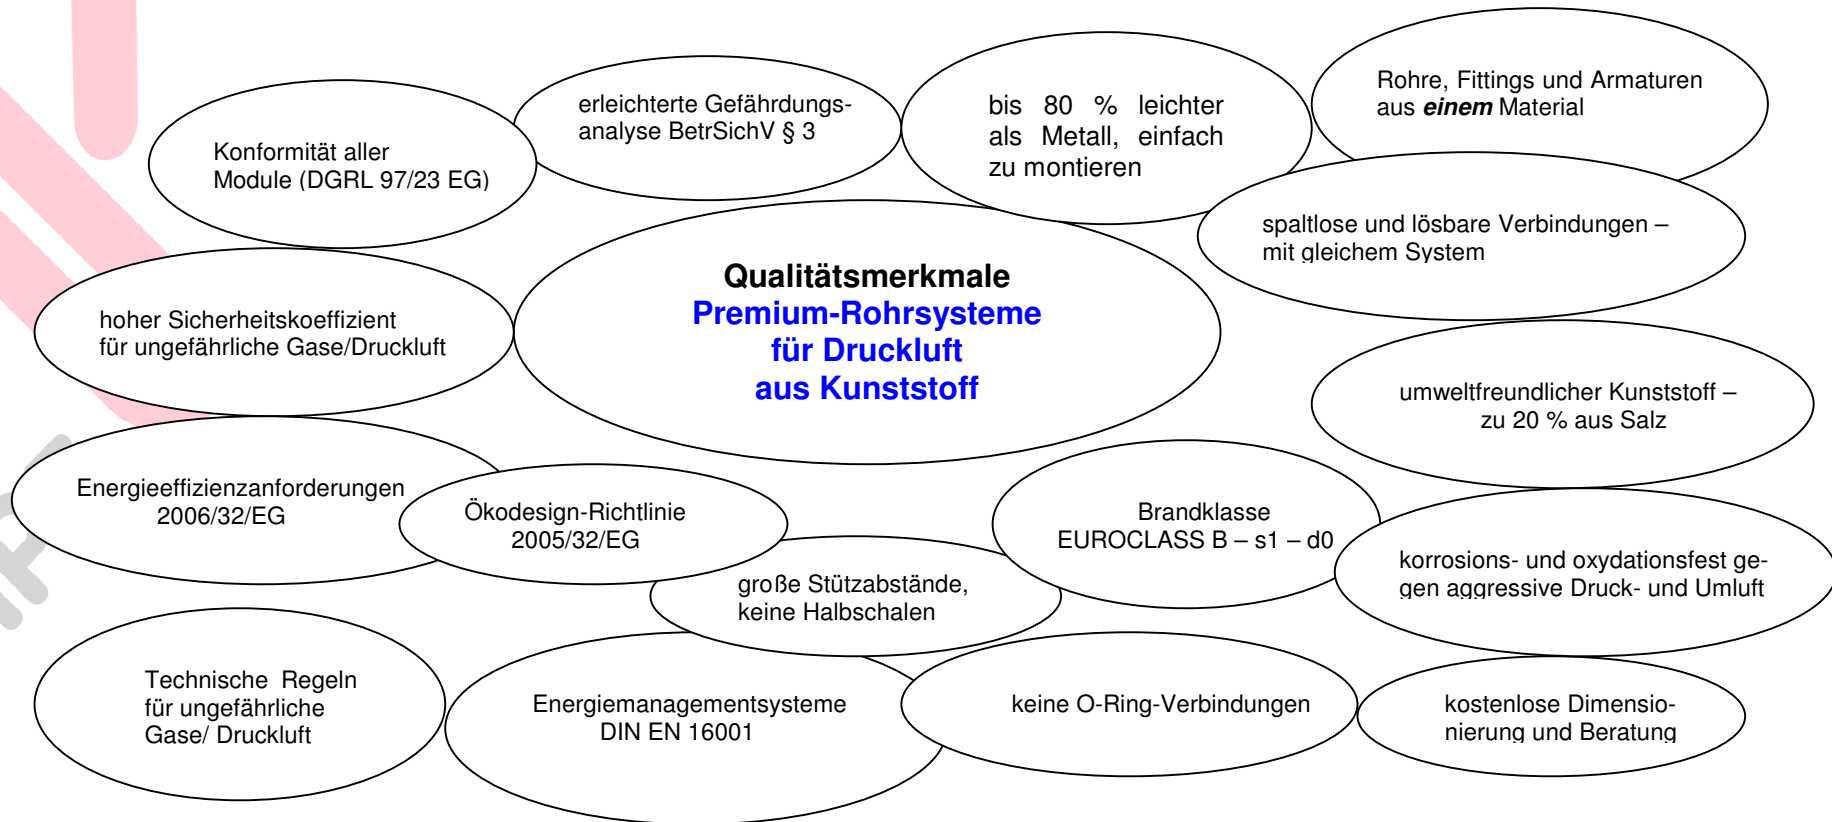 Rohre, Fittings und Armaturen
aus einem Material
erleichterte Gefährdungs-
analyse BetrSichV § 3
bis 80 % leichter
als Metall, einfach
zu montieren
Konformität aller
Module (DGRL 97/23 EG)
spaltlose und lösbare Verbindungen –
mit gleichem System
Qualitätsmerkmale
Premium-Rohrsysteme
für Druckluft
aus Kunststoff
hoher Sicherheitskoeffizient
für ungefährliche Gase/Druckluft
umweltfreundlicher Kunststoff –
zu 20 % aus Salz
Energieeffizienzanforderungen
2006/32/EG
Ökodesign-Richtlinie
2005/32/EG
Brandklasse
EUROCLASS B – s1 – d0
korrosions- und oxydationsfest ge-
gen aggressive Druck- und Umluft
große Stützabstände,
keine Halbschalen
Technische Regeln
für ungefährliche
Gase/ Druckluft
Energiemanagementsysteme
DIN EN 16001
keine O-Ring-Verbindungen
kostenlose Dimensio-
nierung und Beratung